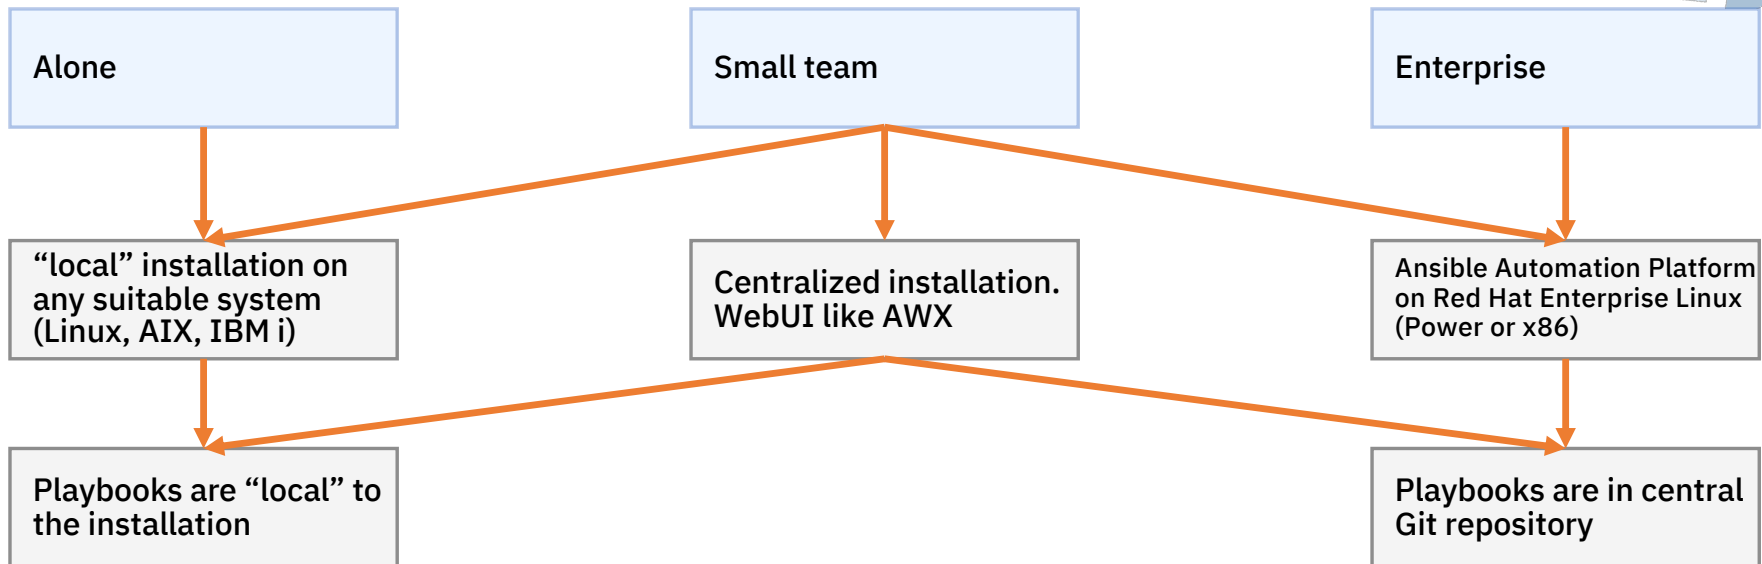 Alone
Small team
Enterprise
“local” installation on
any suitable system
(Linux, AIX, IBM i)
Centralized installation.
WebUI like AWX
Ansible Automation Platform
on Red Hat Enterprise Linux
(Power or x86)
Playbooks are “local” to
the installation
Playbooks are in central
Git repository